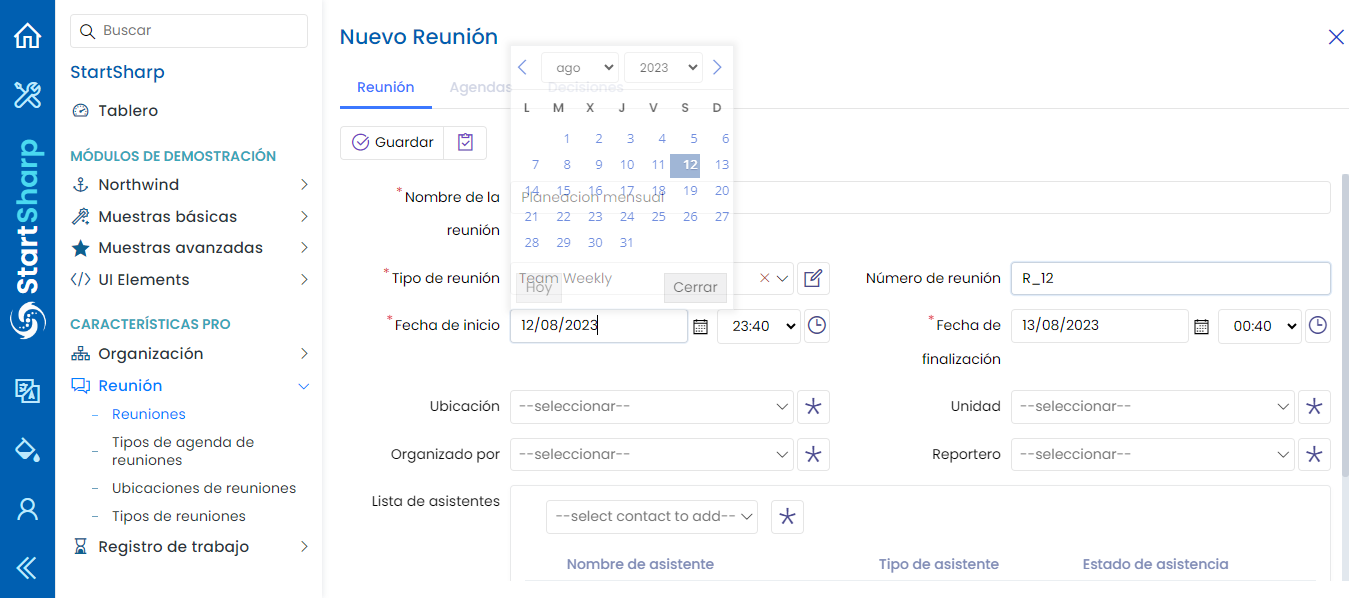 Buscar
StartSharp
Tablero
MÓDULOS DE DEMOSTRACIÓN
Northwind
Muestras básicas
Muestras avanzadas
UI Elements
CARACTERÍSTICAS PRO
Organización
Reunión
Reuniones
Tipos de agenda de
reuniones
Ubicaciones de reuniones
Tipos de reuniones
Registro de trabajo
StartSharp
Nuevo Reunión
Reunión Agendas Decisiones
ago 2023
L M X J V S D
1 2 3 4 5 6
7 8 9 10 11 12 13
14 15 16 17 18 19 20
21 22 23 24 25 26 27
28 29 30 31
Hoy Cerrar
Guardar
*Nombre de la
reunión
Planeacion mensual
*Tipo de reunión Team Weekly
Número de reunión R_12
*Fecha de inicio 12/08/2023 23:40
*Fecha de
finalización
13/08/2023 00:40
Ubicación --seleccionar--
Unidad --seleccionar--
Organizado por --seleccionar--
Reportero --seleccionar--
Lista de asistentes
--select contact to add--
Nombre de asistente Tipo de asistente Estado de asistencia